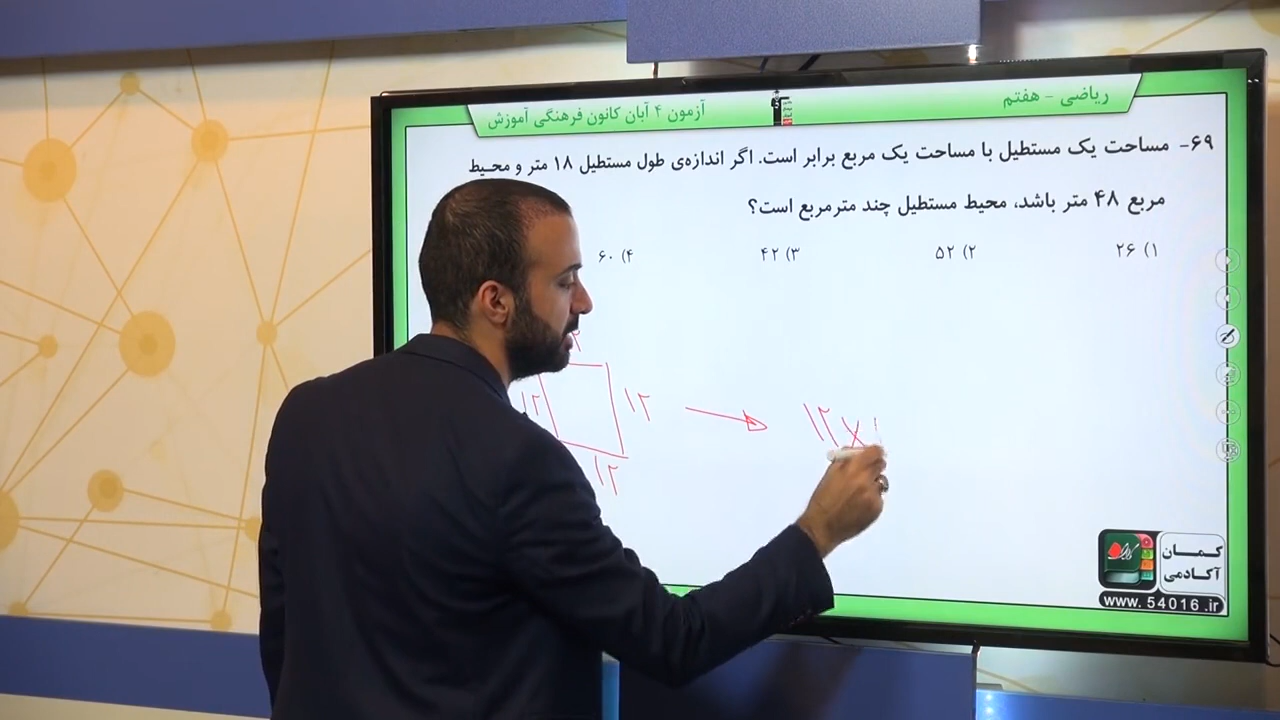 ریاضی - هفتم
آزمون ۴ آبان کانون فرهنگی آموزش
۶۹- مساحت یک مستطیل با مساحت یک مربع برابر است. اگر اندازه‌ی طول مستطیل ۱۸ متر و محیط
مربع ۴۸ متر باشد، محیط مستطیل چند مترمربع است؟
۱) ۲۶ ۲) ۵۲ ۳) ۴۲ ۴) ۶۰
۱۲
۱۲ ۱۲ ۱۲×۱
۱۲
کمان
آکادمی
www.54016.ir